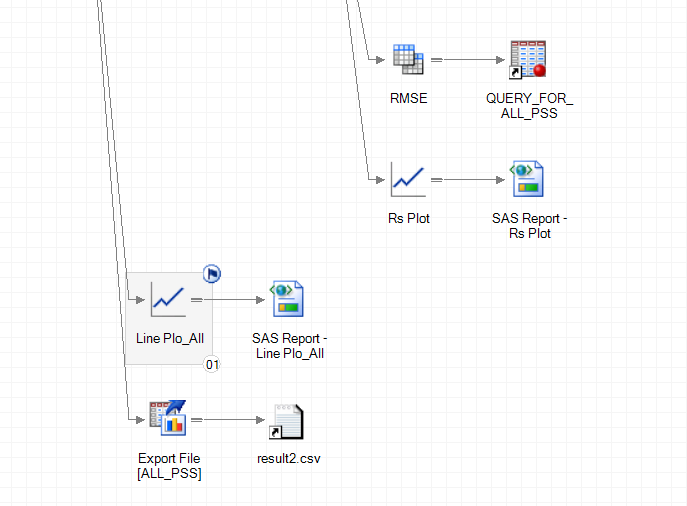 RMSE
QUERY_FOR_
ALL_PSS
Rs Plot
SAS Report -
Rs Plot
Line Plo_All
01
SAS Report -
Line Plo_All
Export File
[ALL_PSS]
result2.csv